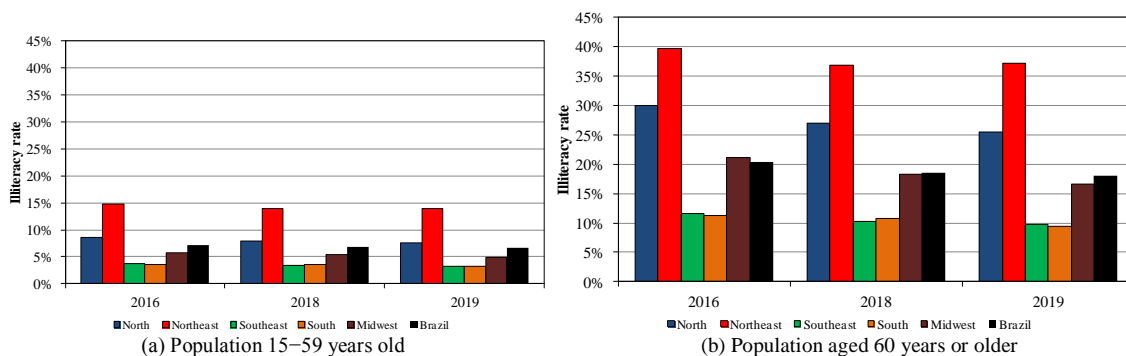 45%
40%
35%
30%
25%
20%
15%
10%
5%
0%
Illiteracy rate
2016 2018 2019
North Northeast Southeast South Midwest Brazil
(a) Population 15−59 years old
45%
40%
35%
30%
25%
20%
15%
10%
5%
0%
Illiteracy rate
2016 2018 2019
North Northeast Southeast South Midwest Brazil
(b) Population aged 60 years or older